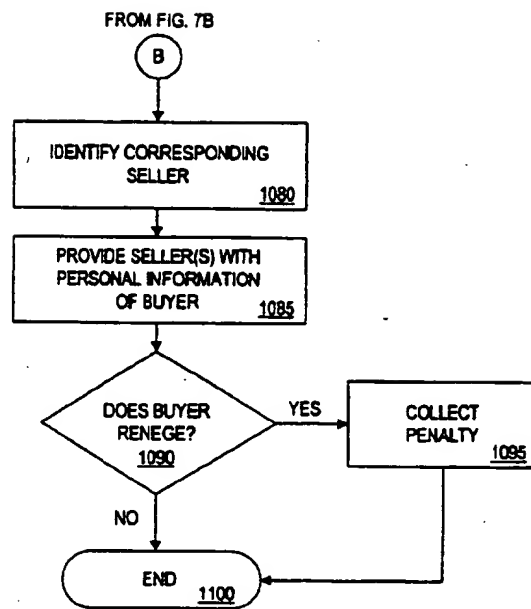 FROM FIG. 7B
B
IDENTIFY CORRESPONDING
SELLER
1080
PROVIDE SELLER(S) WITH
PERSONAL INFORMATION
OF BUYER
1085
DOES BUYER
RENEGE?
1090
YES
COLLECT
PENALTY
1095
NO
END
1100